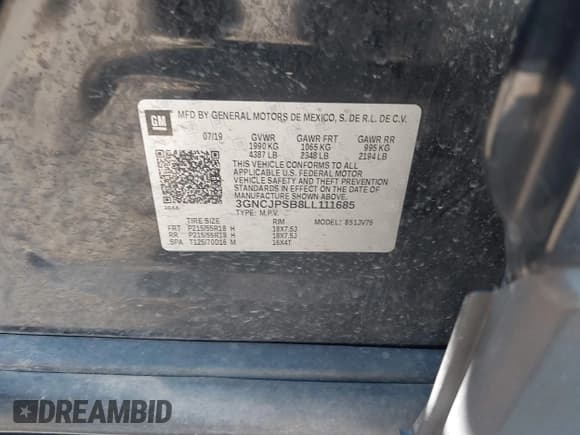 GM
MFD BY GENERAL MOTORS DE MEXICO, S. DE R.L. DE C.V.
07/19 GVWR GAWR FRT GAWR RR
1990 KG 1065 KG 995 KG
4387 LB 2348 LB 2194 LB
THIS VEHICLE CONFORMS TO ALL
APPLICABLE U.S. FEDERAL MOTOR
VEHICLE SAFETY AND THEFT PREVENTION
STANDARDS IN EFFECT ON THE DATE OF
MANUFACTURE SHOWN ABOVE.
3GNCJPSB8LL111685
TYPE: M.P.V. MODEL: 8S1JV76
TIRE SIZE RIM
FRT P215/55R18 H 18X7.5J
RR P215/55R18 H 18X7.5J
SPA T125/70D16 M 16X4T
DREAMBID